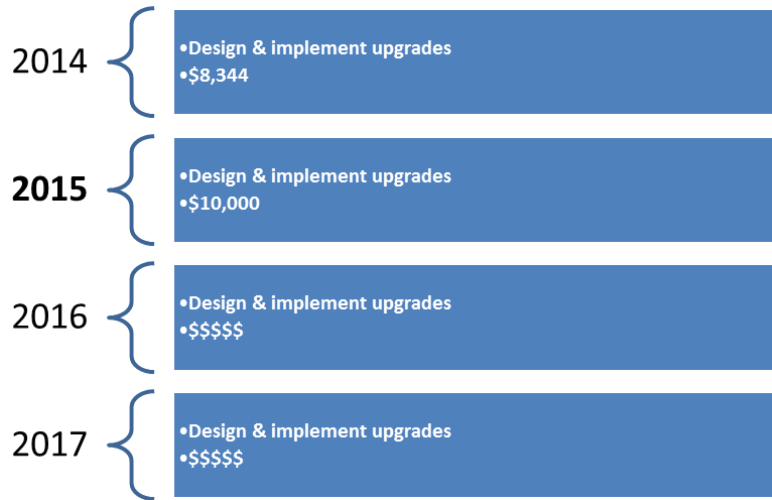 2014
•Design & implement upgrades
•$8,344
2015
•Design & implement upgrades
•$10,000
2016
•Design & implement upgrades
•$$$$$
2017
•Design & implement upgrades
•$$$$$